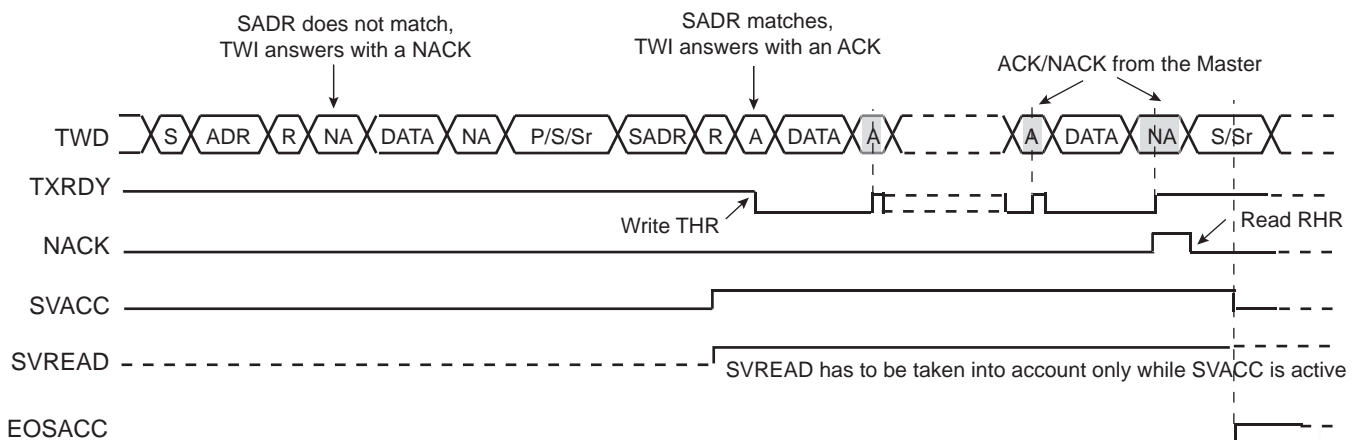 SADR does not match,
TWI answers with a NACK
SADR matches,
TWI answers with an ACK
ACK/NACK from the Master
TWD S ADR R NA DATA NA P/S/Sr SADR R A DATA A A DATA NA S/Sr
TXRDY
Write THR
NACK
Read RHR
SVACC
SVREAD
SVREAD has to be taken into account only while SVACC is active
EOSACC